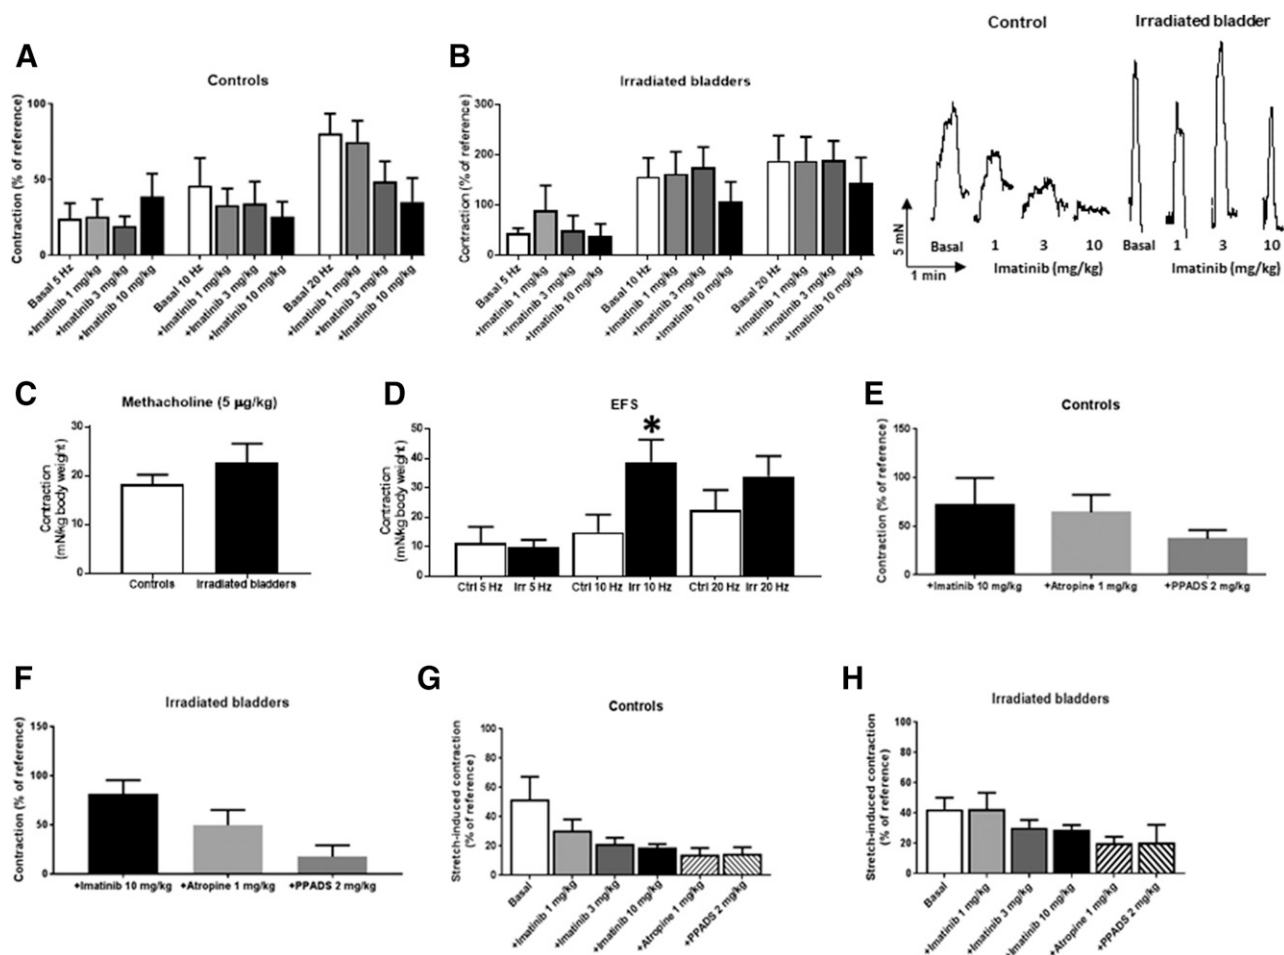 A
Controls
Contraction (% of reference)
100
50
0
Basal 5 Hz
+Imatinib 1 mg/kg
+Imatinib 3 mg/kg
+Imatinib 10 mg/kg
Basal 10 Hz
+Imatinib 1 mg/kg
+Imatinib 3 mg/kg
+Imatinib 10 mg/kg
Basal 20 Hz
+Imatinib 1 mg/kg
+Imatinib 3 mg/kg
+Imatinib 10 mg/kg
B
Irradiated bladders
Contraction (% of reference)
300
200
100
0
Basal 5 Hz
+Imatinib 1 mg/kg
+Imatinib 3 mg/kg
+Imatinib 10 mg/kg
Basal 10 Hz
+Imatinib 1 mg/kg
+Imatinib 3 mg/kg
+Imatinib 10 mg/kg
Basal 20 Hz
+Imatinib 1 mg/kg
+Imatinib 3 mg/kg
+Imatinib 10 mg/kg
Control
Irradiated bladder
5 mN
1 min
Basal 1 3 10
Imatinib (mg/kg)
Basal 1 3 10
Imatinib (mg/kg)
C
Methacholine (5 µg/kg)
Contraction
(mN/kg body weight)
30
20
10
0
Controls Irradiated bladders
D
EFS
*
Contraction
(mN/kg body weight)
50
40
30
20
10
0
Ctrl 5 Hz Irr 5 Hz Ctrl 10 Hz Irr 10 Hz Ctrl 20 Hz Irr 20 Hz
E
Controls
Contraction (% of reference)
150
100
50
0
+Imatinib 10 mg/kg +Atropine 1 mg/kg +PPADS 2 mg/kg
F
Irradiated bladders
Contraction (% of reference)
150
100
50
0
+Imatinib 10 mg/kg +Atropine 1 mg/kg +PPADS 2 mg/kg
G
Controls
Stretch-induced contraction
(% of reference)
100
80
60
40
20
0
Basal
+Imatinib 1 mg/kg
+Imatinib 3 mg/kg
+Imatinib 10 mg/kg
+Atropine 1 mg/kg
+PPADS 2 mg/kg
H
Irradiated bladders
Stretch-induced contraction
(% of reference)
100
80
60
40
20
0
Basal
+Imatinib 1 mg/kg
+Imatinib 3 mg/kg
+Imatinib 10 mg/kg
+Atropine 1 mg/kg
+PPADS 2 mg/kg